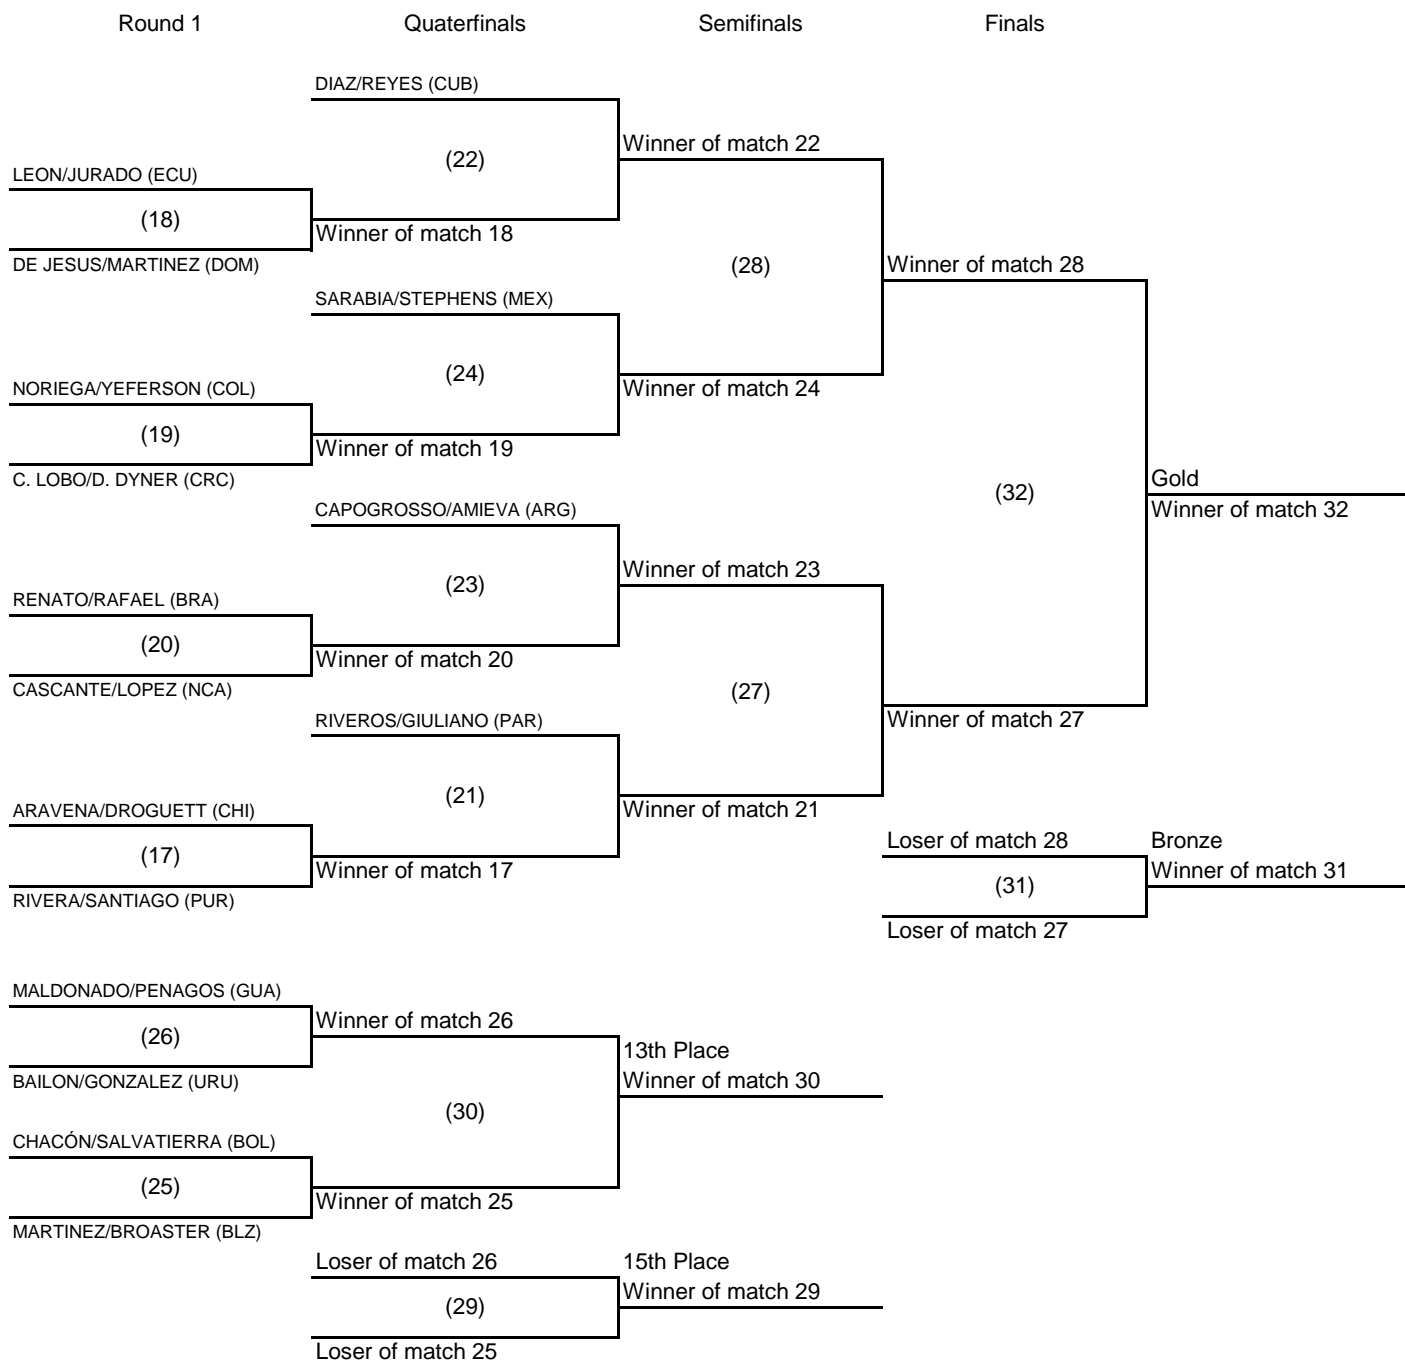 Round 1
Quaterfinals
Semifinals
Finals
DIAZ/REYES (CUB)
Winner of match 22
(22)
LEON/JURADO (ECU)
(18)
Winner of match 18
DE JESUS/MARTINEZ (DOM)
(28)
Winner of match 28
SARABIA/STEPHENS (MEX)
(24)
NORIEGA/YEFERSON (COL)
Winner of match 24
(19)
Winner of match 19
C. LOBO/D. DYNER (CRC)
Gold
(32)
CAPOGROSSO/AMIEVA (ARG)
Winner of match 32
Winner of match 23
(23)
RENATO/RAFAEL (BRA)
(20)
Winner of match 20
CASCANTE/LOPEZ (NCA)
(27)
RIVEROS/GIULIANO (PAR)
Winner of match 27
(21)
ARAVENA/DROGUETT (CHI)
Winner of match 21
Loser of match 28
Bronze
(17)
Winner of match 17
Winner of match 31
(31)
RIVERA/SANTIAGO (PUR)
Loser of match 27
MALDONADO/PENAGOS (GUA)
Winner of match 26
(26)
13th Place
BAILON/GONZALEZ (URU)
Winner of match 30
(30)
CHACÓN/SALVATIERRA (BOL)
(25)
Winner of match 25
MARTINEZ/BROASTER (BLZ)
Loser of match 26
15th Place
Winner of match 29
(29)
Loser of match 25